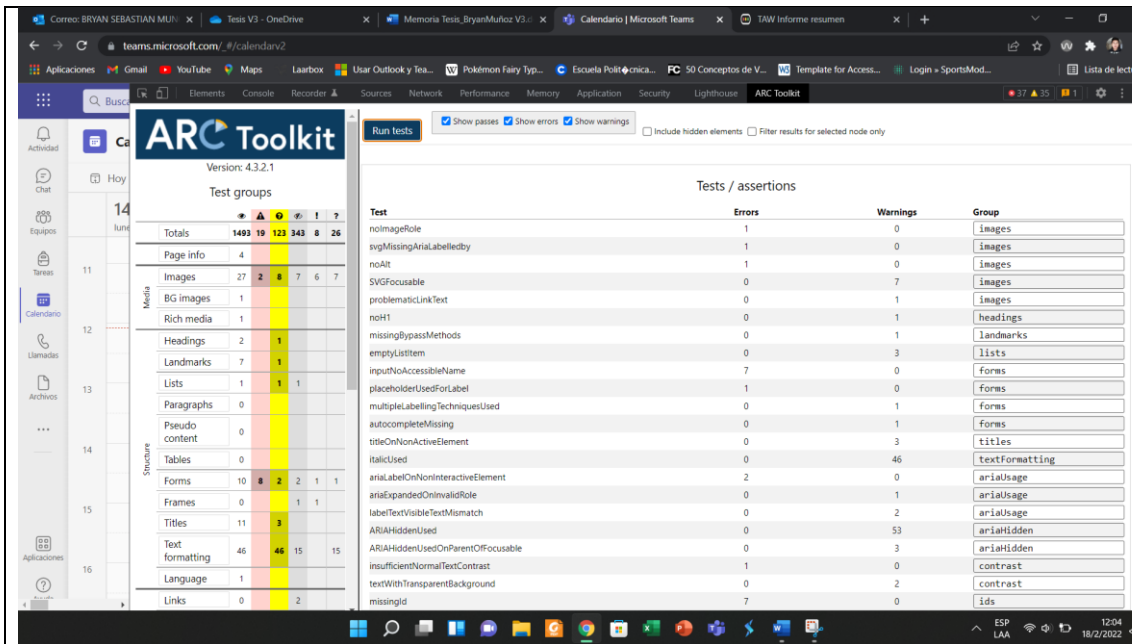 Correo: BRYAN SEBASTIAN MUN
Tesis V3 - OneDrive
Memoria Tesis_BryanMuñoz V3.d
Calendario | Microsoft Teams
TAW Informe resumen
teams.microsoft.com/_#/calendarv2
Aplicaciones Gmail YouTube Maps Laarbox Usar Outlook y Tea... Pokémon Fairy Typ... Escuela Polit�cnica... 50 Conceptos de V... Template for Access... Login » SportsMod... Lista de lectu
Elements Console Recorder Sources Network Performance Memory Application Security Lighthouse ARC Toolkit 37 35 1
Busca
Actividad
Chat
Equipos
Tareas
Calendario
Llamadas
Archivos
Aplicaciones
Ca
Hoy
14
lune
11
12
13
14
15
16
ARC Toolkit
Version: 4.3.2.1
Test groups
Totals 1493 19 123 343 8 26
Page info 4
Media
Images 27 2 8 7 6 7
BG images 1
Rich media 1
Structure
Headings 2 1
Landmarks 7 1
Lists 1 1 1
Paragraphs 0
Pseudo content 0
Tables 0
Forms 10 8 2 2 1 1
Frames 0 1 1
Titles 11 3
Text formatting 46 46 15 15
Language 1
Links 0 2
Run tests
Show passes Show errors Show warnings
Include hidden elements Filter results for selected node only
Tests / assertions
Test Errors Warnings Group
noImageRole 1 0 images
svgMissingAriaLabelledby 1 0 images
noAlt 1 0 images
SVGFocusable 0 7 images
problematicLinkText 0 1 images
noH1 0 1 headings
missingBypassMethods 0 1 landmarks
emptyListItem 0 3 lists
inputNoAccessibleName 7 0 forms
placeholderUsedForLabel 1 0 forms
multipleLabellingTechniquesUsed 0 1 forms
autocompleteMissing 0 1 forms
titleOnNonActiveElement 0 3 titles
italicUsed 0 46 textFormatting
ariaLabelOnNonInteractiveElement 2 0 ariaUsage
ariaExpandedOnInvalidRole 0 1 ariaUsage
labelTextVisibleTextMismatch 0 2 ariaUsage
ARIAHiddenUsed 0 53 ariaHidden
ARIAHiddenUsedOnParentOfFocusable 0 3 ariaHidden
insufficientNormalTextContrast 1 0 contrast
textWithTransparentBackground 0 2 contrast
missingId 7 0 ids
ESP
LAA
12:04
18/2/2022